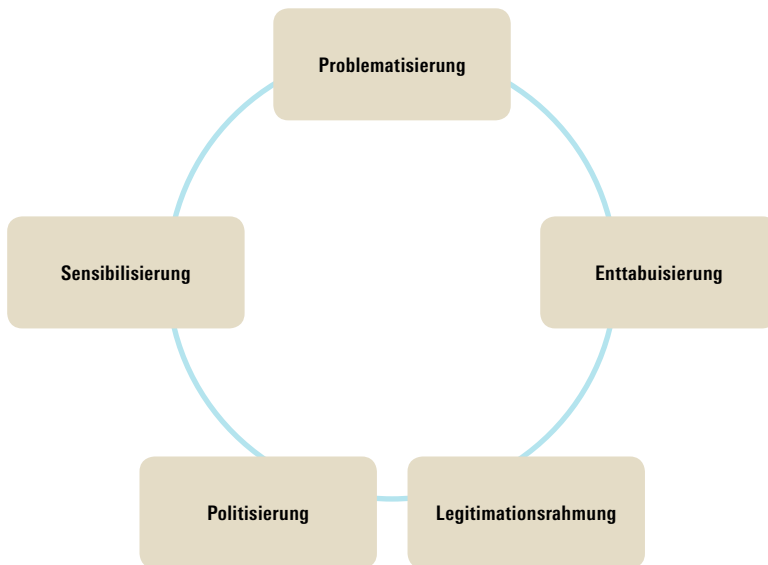 Problematisierung
Sensibilisierung
Enttabuisierung
Politisierung
Legitimationsrahmung